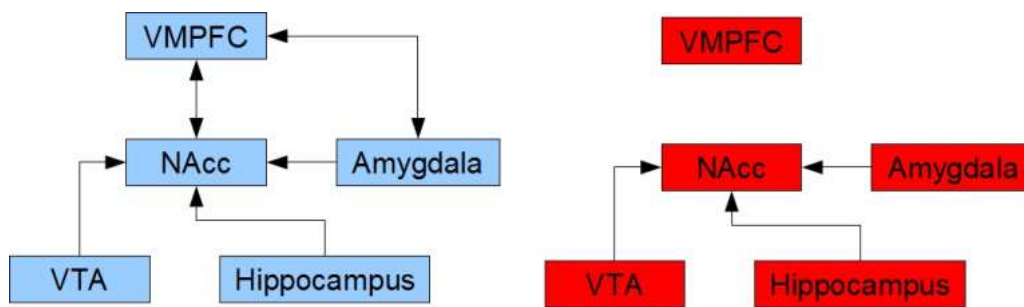 VMPFC
NAcc
Amygdala
VTA
Hippocampus
VMPFC
NAcc
Amygdala
VTA
Hippocampus